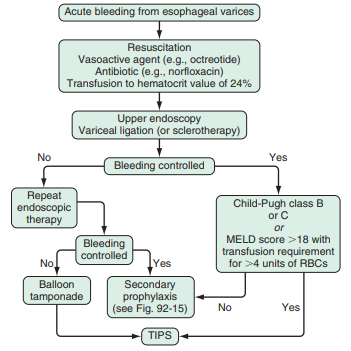 Acute bleeding from esophageal varices
Resuscitation
Vasoactive agent (e.g., octreotide)
Antibiotic (e.g., norfloxacin)
Transfusion to hematocrit value of 24%
Upper endoscopy
Variceal ligation (or sclerotherapy)
No
Bleeding controlled
Yes
Repeat
endoscopic
therapy
Child-Pugh class B
or C
or
MELD score >18 with
transfusion requirement
for >4 units of RBCs
Bleeding
controlled
No
Yes
Balloon
tamponade
Secondary
prophylaxis
(see Fig. 92-15)
No
Yes
TIPS